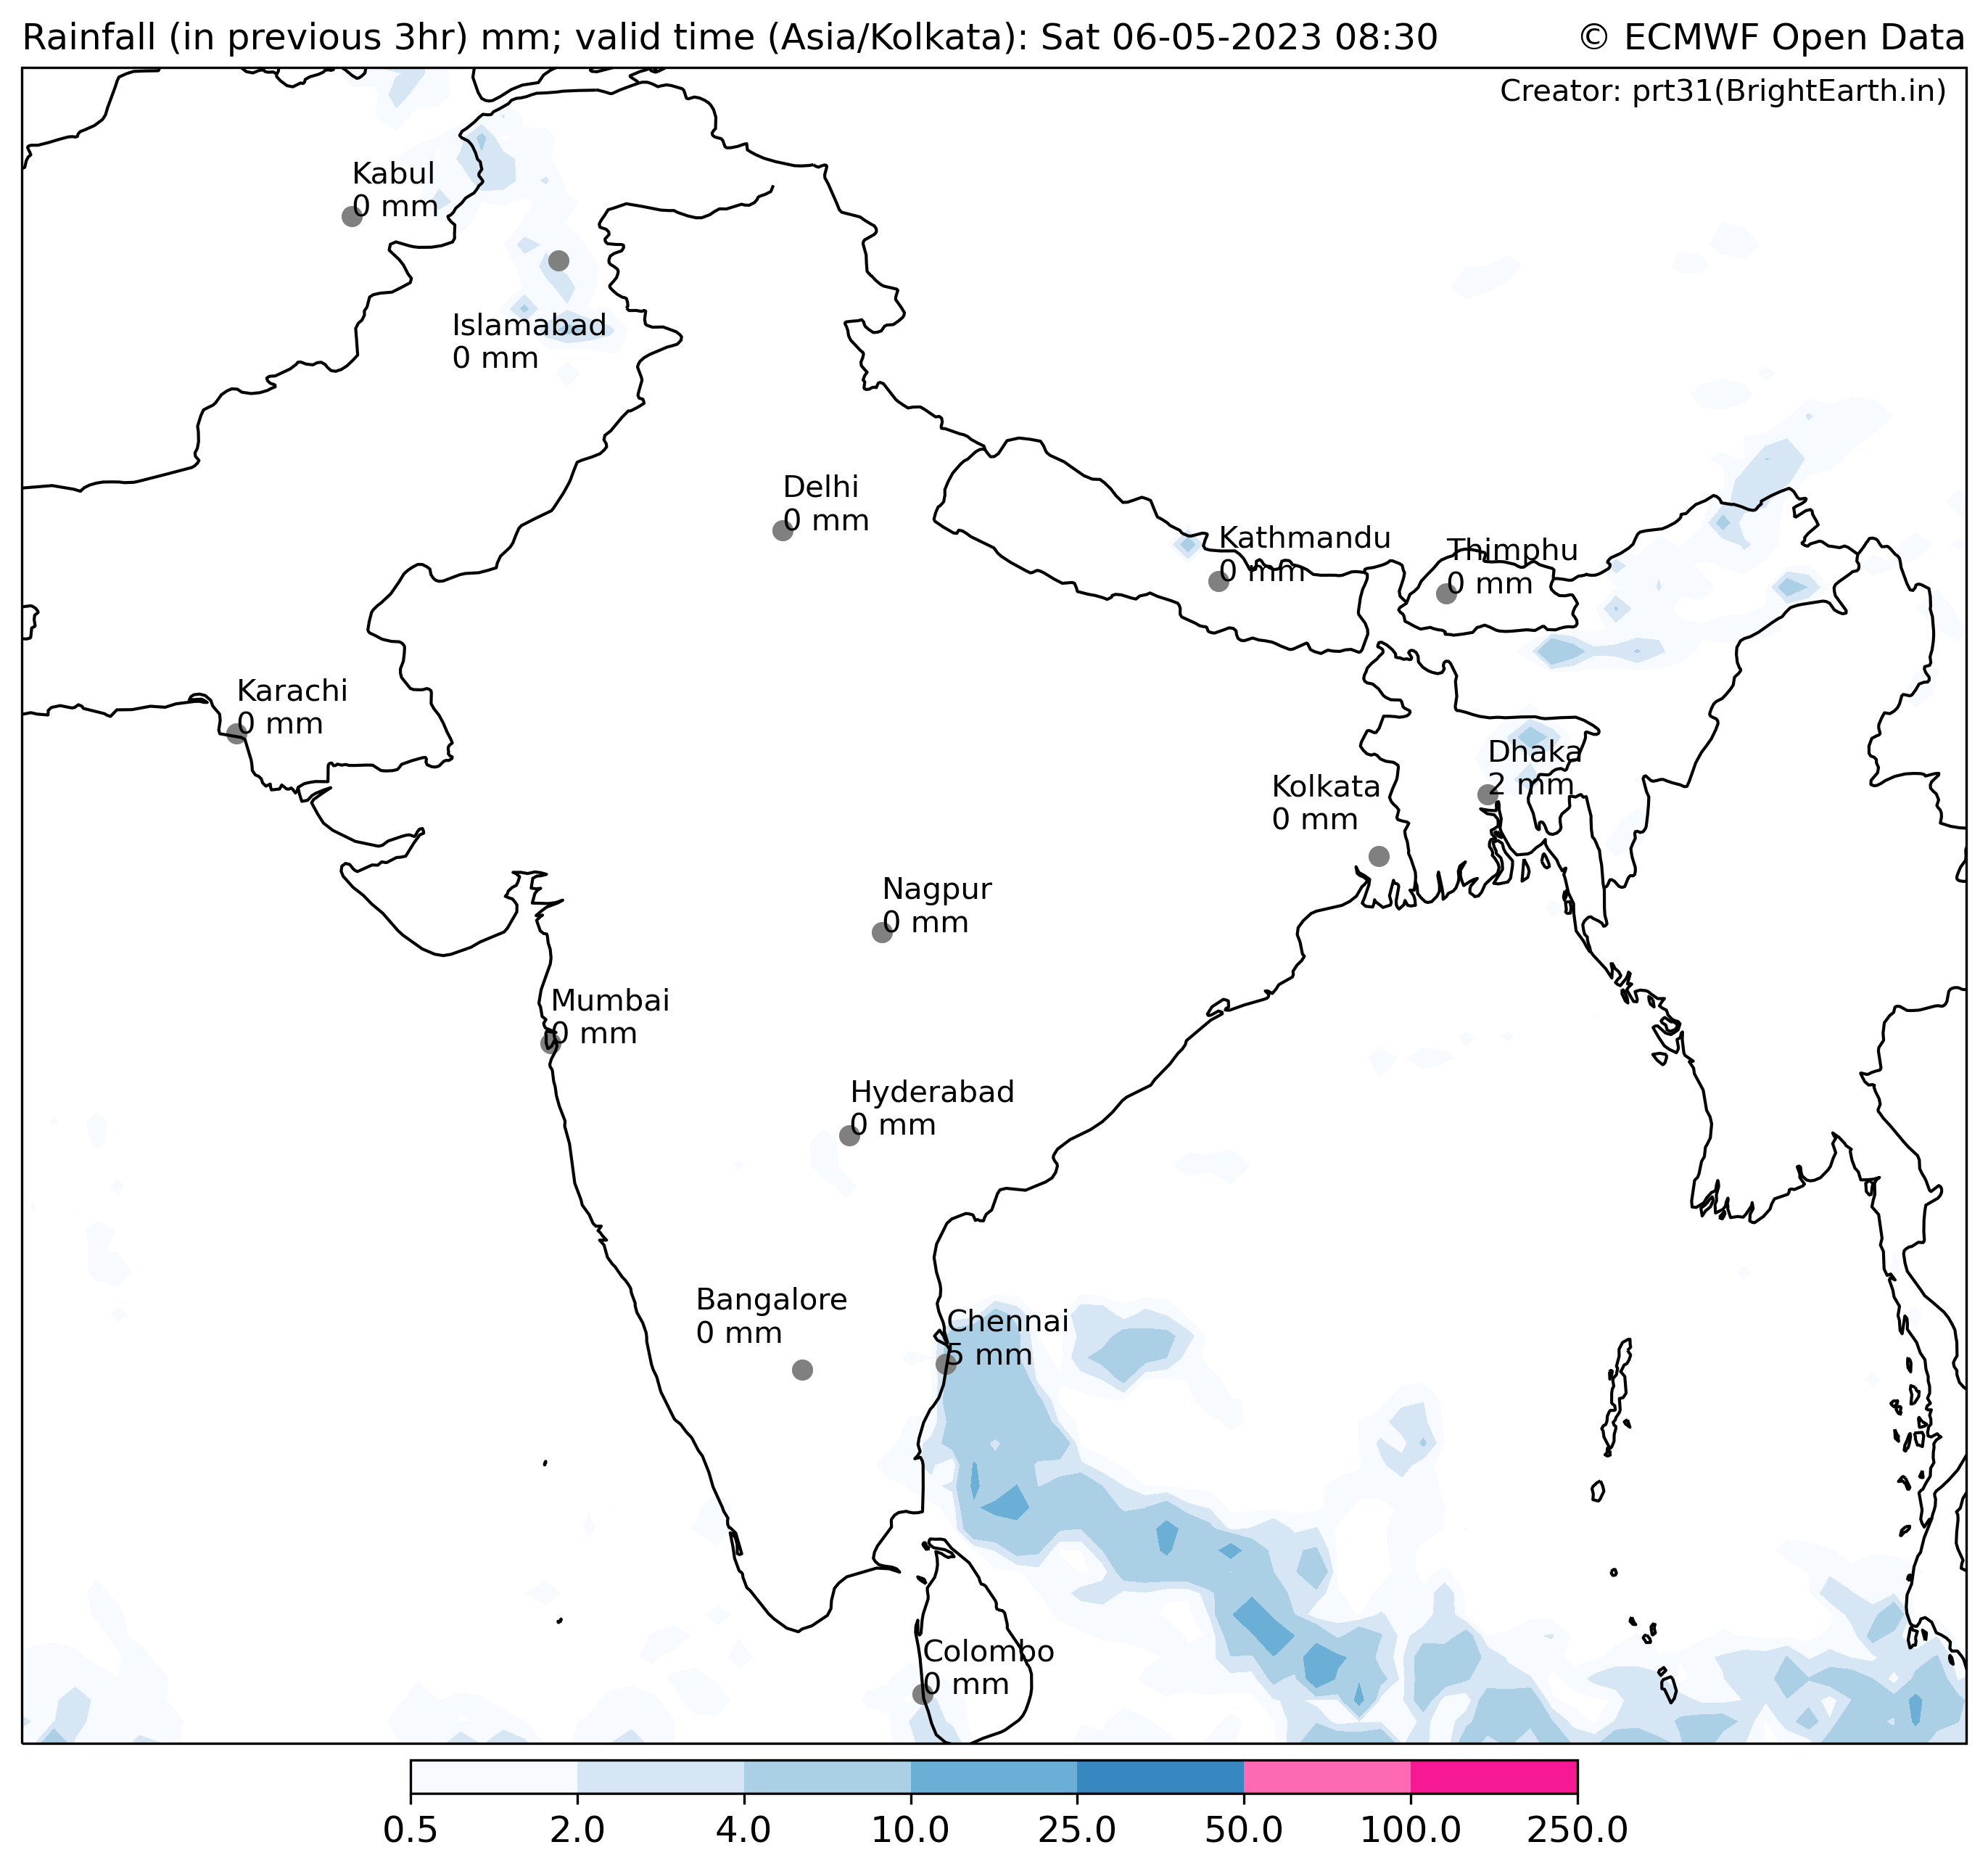 Rainfall (in previous 3hr) mm; valid time (Asia/Kolkata): Sat 06-05-2023 08:30
© ECMWF Open Data
Creator: prt31(BrightEarth.in)
Kabul
0 mm
Islamabad
0 mm
Delhi
0 mm
Kathmandu
0 mm
Thimphu
0 mm
Karachi
0 mm
Dhaka
2 mm
Kolkata
0 mm
Nagpur
0 mm
Mumbai
0 mm
Hyderabad
0 mm
Bangalore
0 mm
Chennai
5 mm
Colombo
0 mm
0.5 2.0 4.0 10.0 25.0 50.0 100.0 250.0